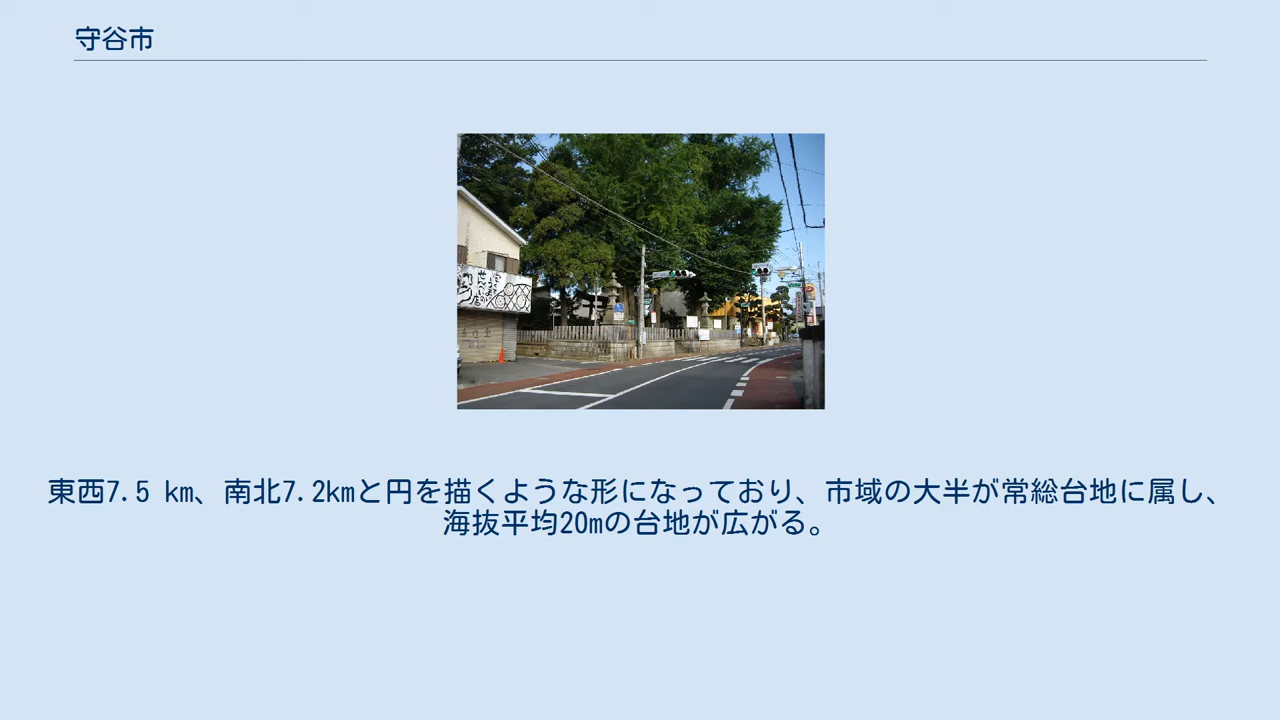 守谷市
東西7.5 km、南北7.2kmと円を描くような形になっており、市域の大半が常総台地に属し、
海抜平均20mの台地が広がる。